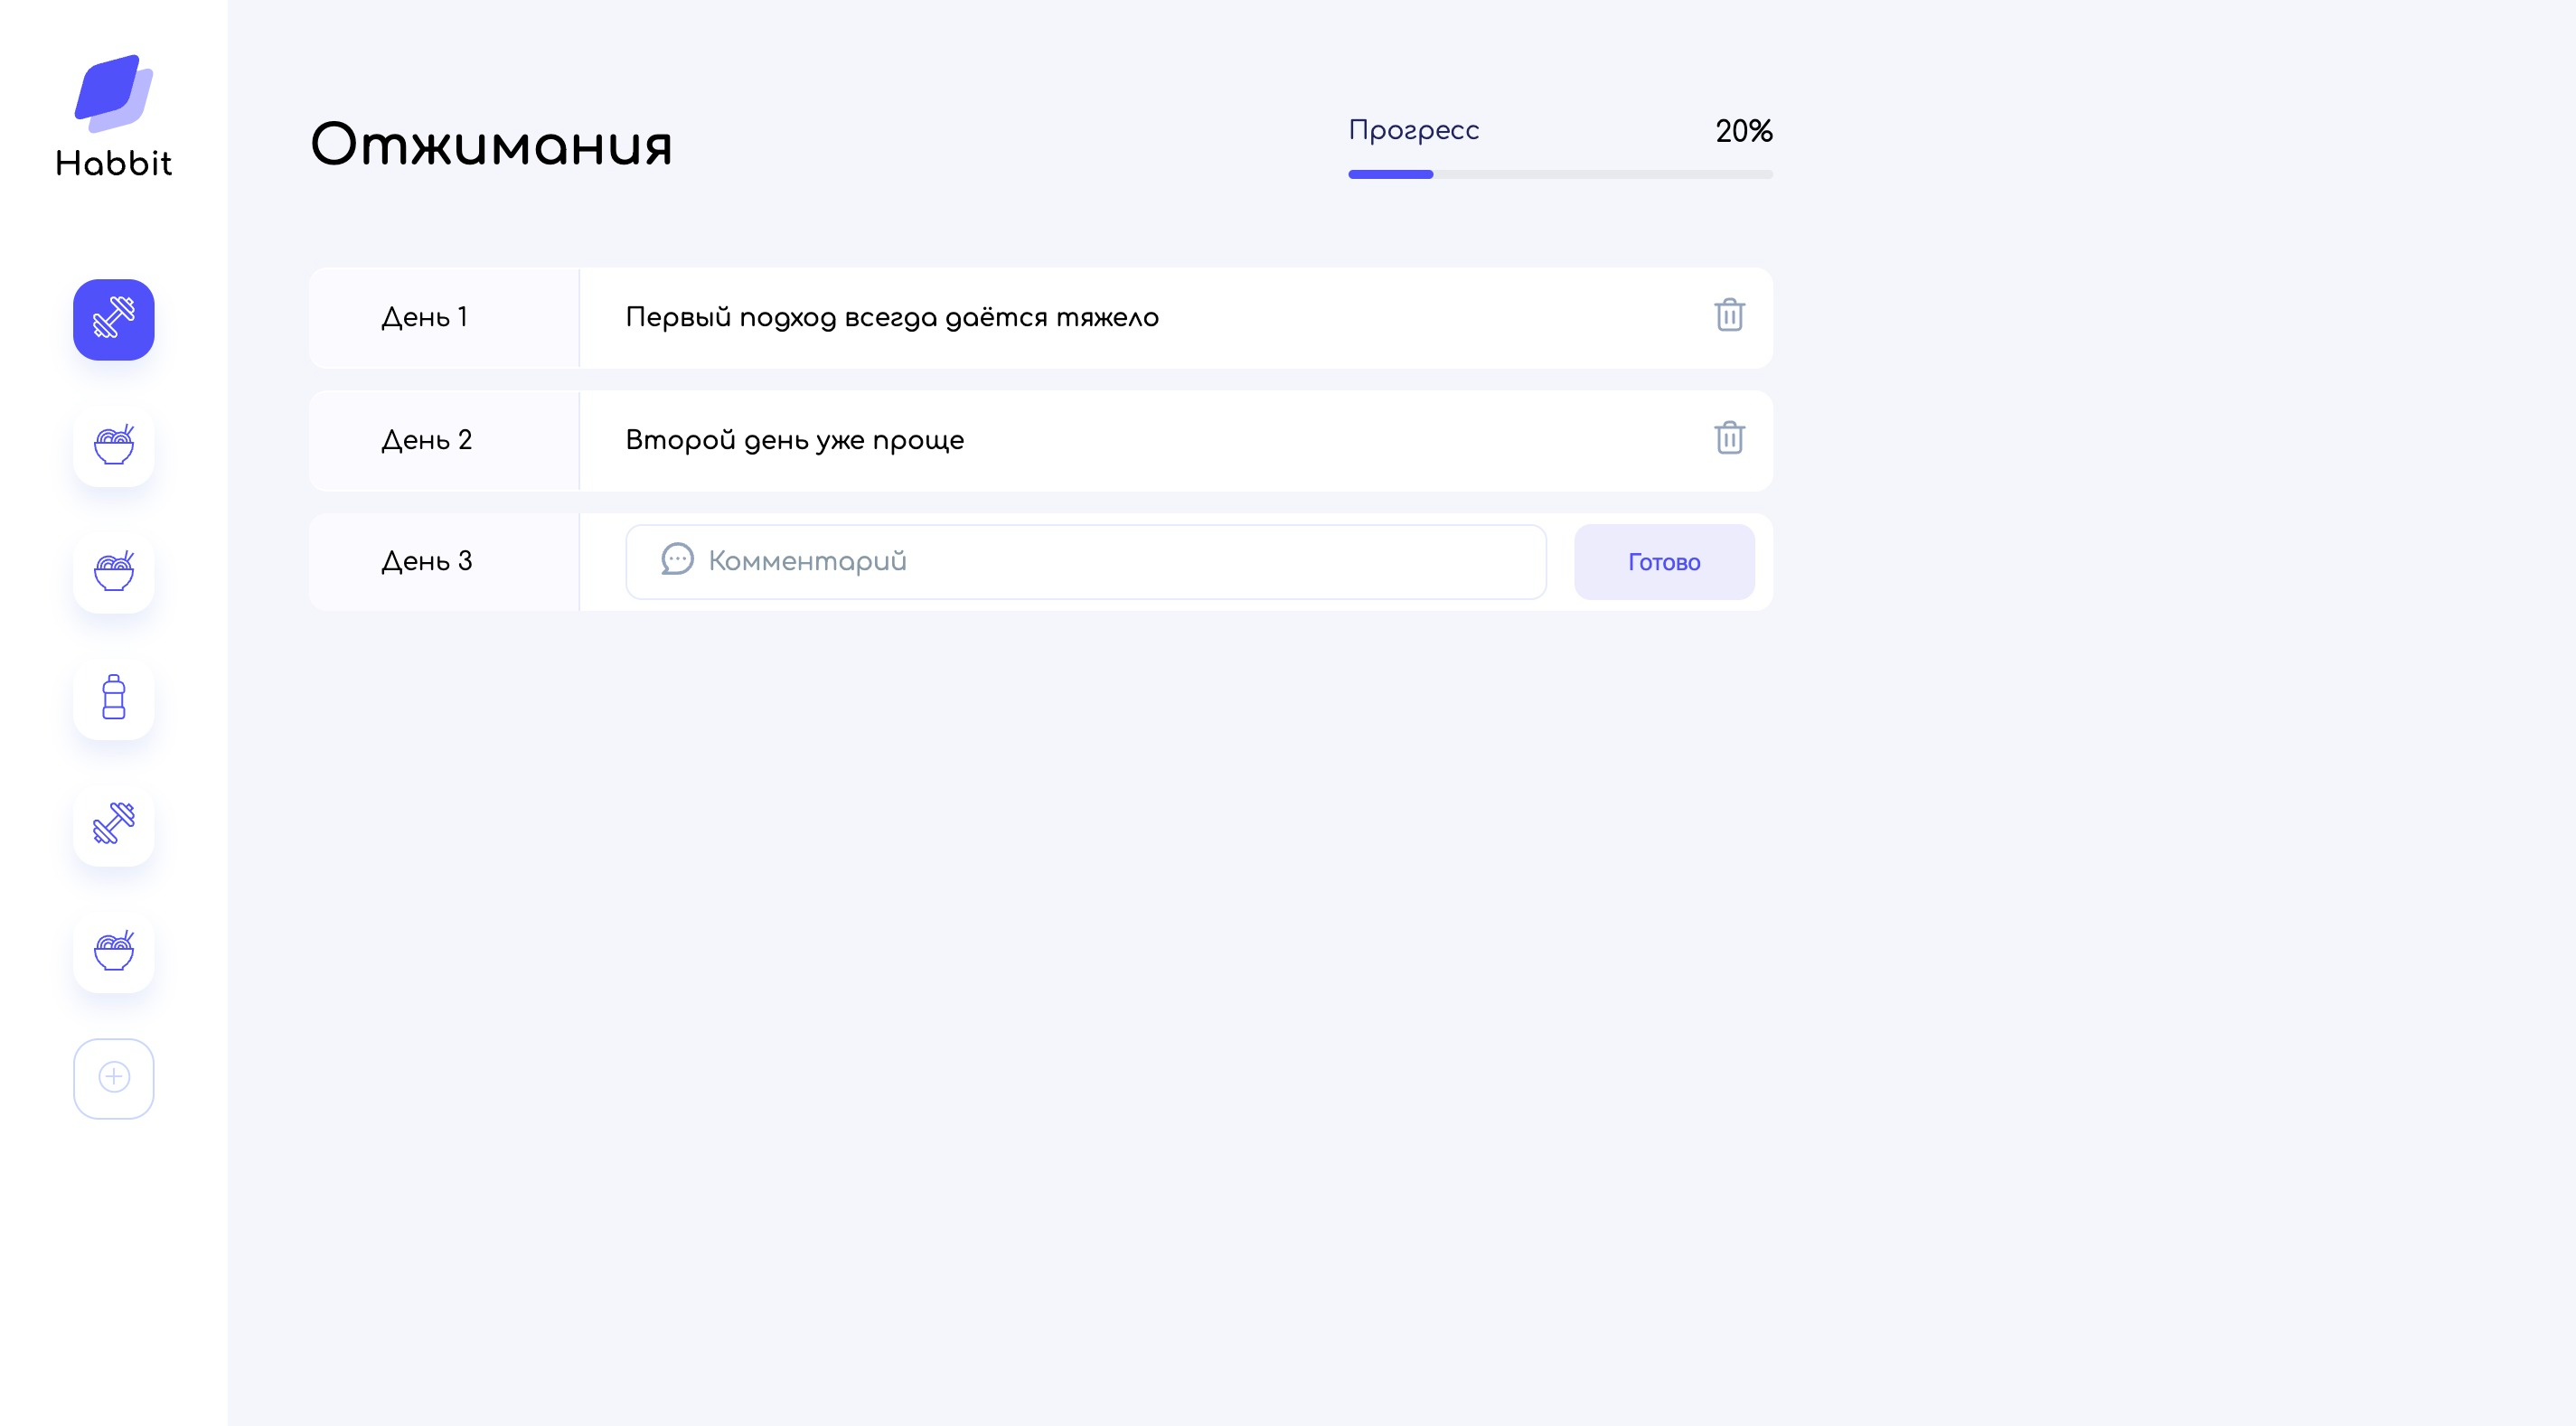 Habbit
Отжимания
Прогресс 20%
День 1 Первый подход всегда даётся тяжело
День 2 Второй день уже проще
День 3 Комментарий Готово